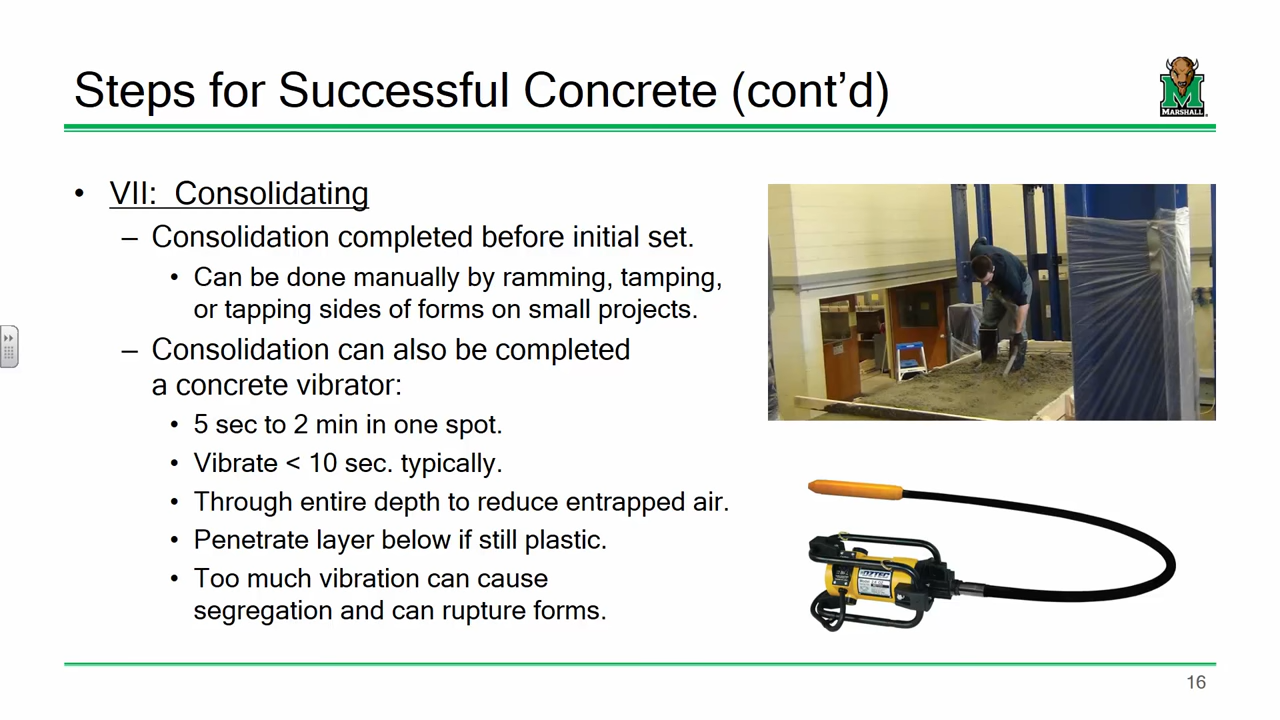 Steps for Successful Concrete (cont’d)
MARSHALL
• VII: Consolidating
– Consolidation completed before initial set.
• Can be done manually by ramming, tamping,
or tapping sides of forms on small projects.
– Consolidation can also be completed
a concrete vibrator:
• 5 sec to 2 min in one spot.
• Vibrate < 10 sec. typically.
• Through entire depth to reduce entrapped air.
• Penetrate layer below if still plastic.
• Too much vibration can cause
segregation and can rupture forms.
OZTEC
16